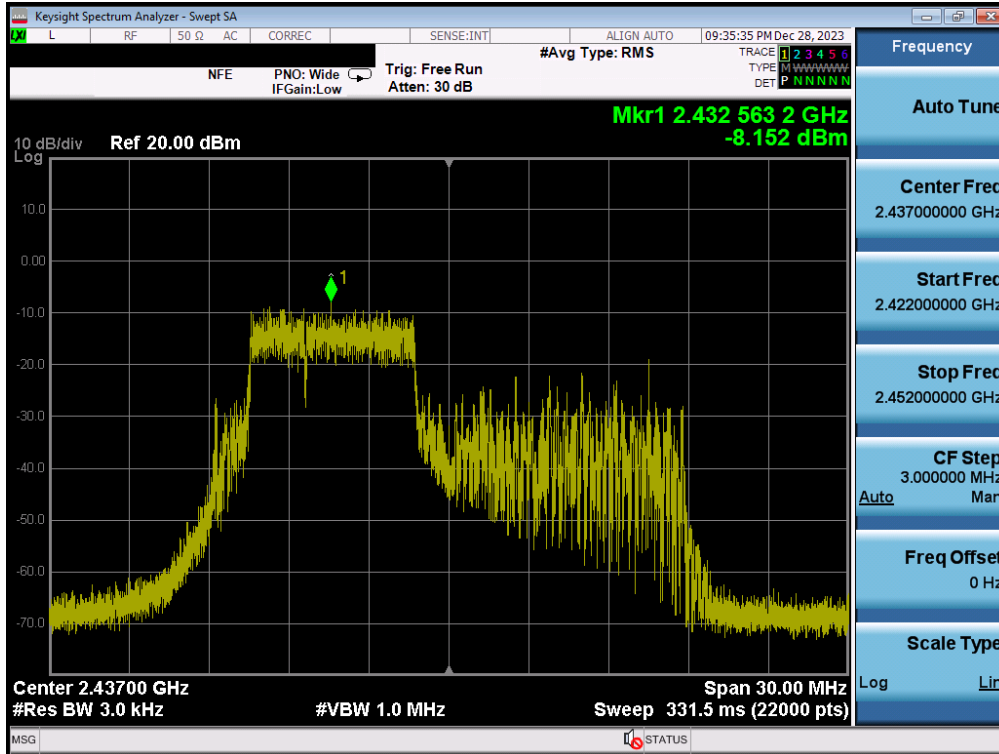 Keysight Spectrum Analyzer - Swept SA
LXI L RF 50 Ω AC CORREC SENSE:INT ALIGN AUTO 09:35:35 PM Dec 28, 2023
#Avg Type: RMS TRACE 1 2 3 4 5 6
NFE PNO: Wide Trig: Free Run TYPE M WWWWW
IFGain:Low Atten: 30 dB DET P N N N N N
Mkr1 2.432 563 2 GHz
-8.152 dBm
10 dB/div Ref 20.00 dBm
Log
1
10.0
0.00
-10.0
-20.0
-30.0
-40.0
-50.0
-60.0
-70.0
Center 2.43700 GHz Span 30.00 MHz
#Res BW 3.0 kHz #VBW 1.0 MHz Sweep 331.5 ms (22000 pts)
MSG STATUS
Frequency
Auto Tune
Center Freq
2.437000000 GHz
Start Freq
2.422000000 GHz
Stop Freq
2.452000000 GHz
CF Step
3.000000 MHz
Auto Man
Freq Offset
0 Hz
Scale Type
Log Lin